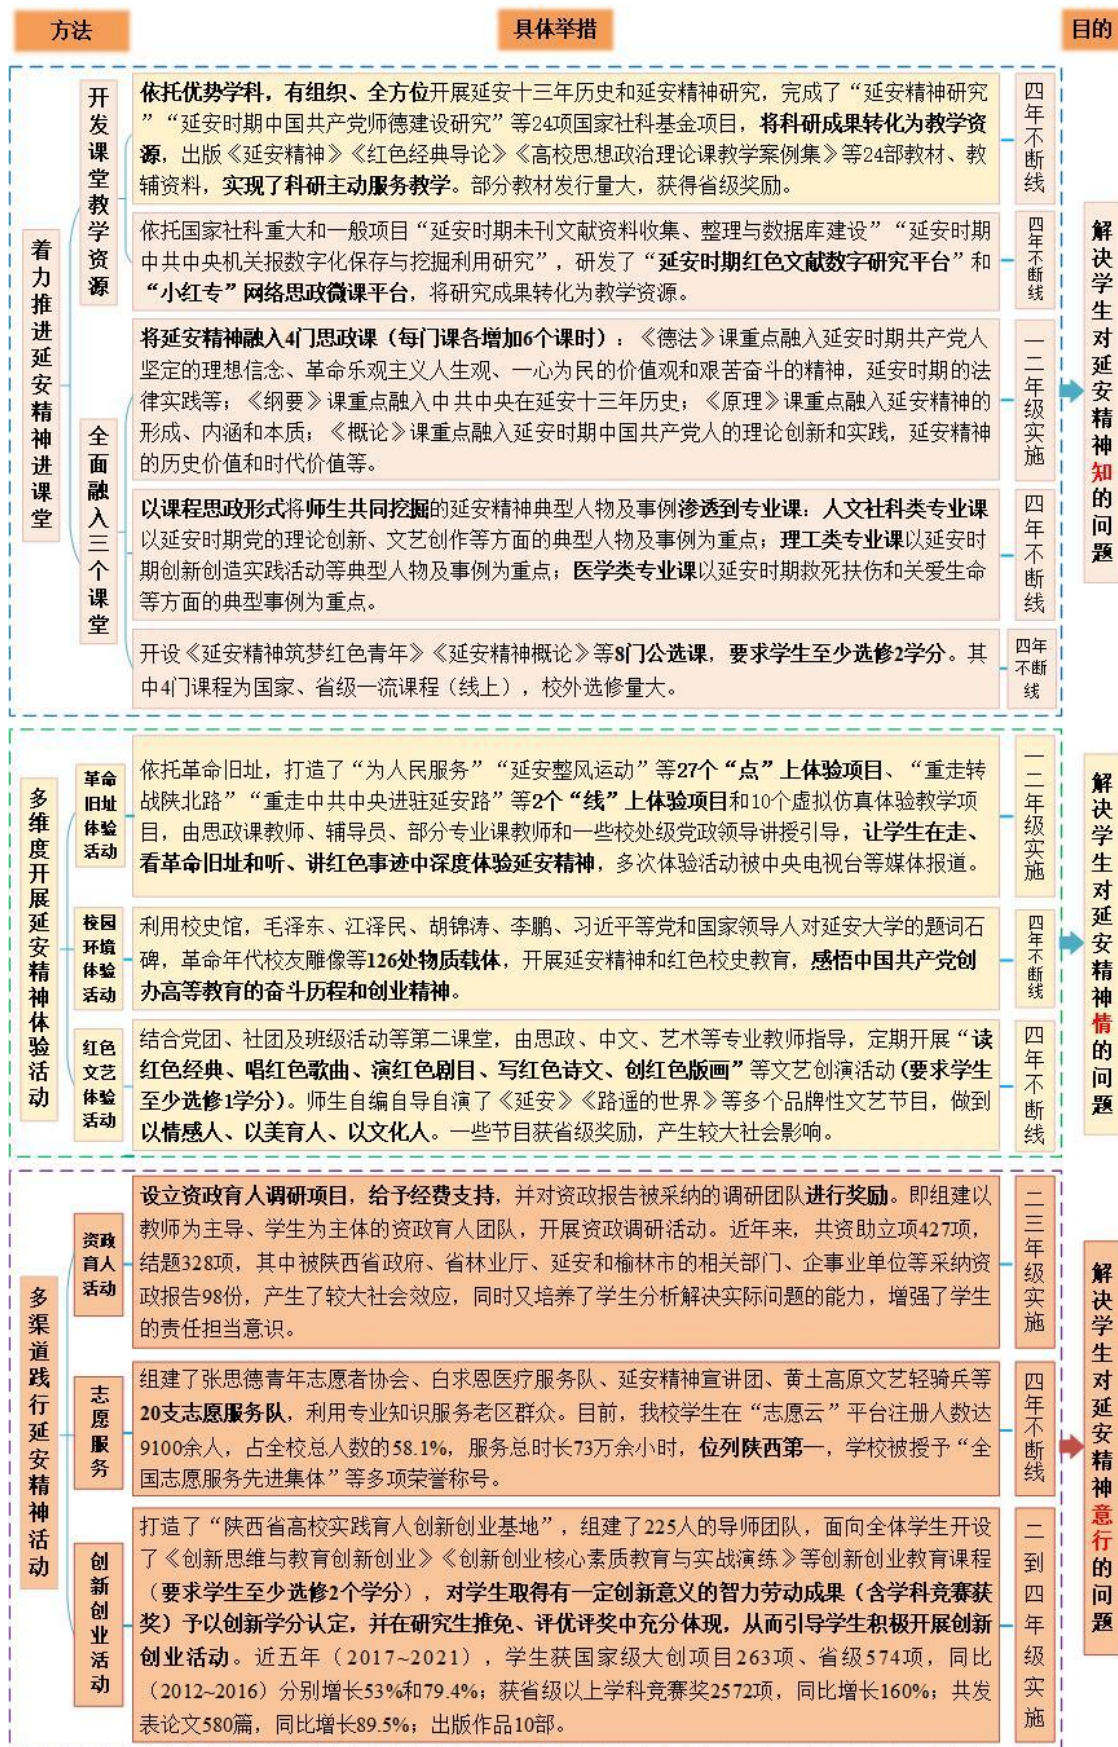 方法
具体举措
目的
着力推进延安精神进课堂
开发课堂教学资源
依托优势学科，有组织、全方位开展延安十三年历史和延安精神研究，完成了“延安精神研究
”“延安时期中国共产党师德建设研究”等24项国家社科基金项目，将科研成果转化为教学资
源，出版《延安精神》《红色经典导论》《高校思想政治理论课教学案例集》等24部教材、教
辅资料，实现了科研主动服务教学。部分教材发行量大，获得省级奖励。
四年不断线
依托国家社科重大和一般项目“延安时期未刊文献资料收集、整理与数据库建设”“延安时期
中共中央机关报数字化保存与挖掘利用研究”，研发了“延安时期红色文献数字研究平台”和
“小红专”网络思政微课平台，将研究成果转化为教学资源。
四年不断线
全面融入三个课堂
将延安精神融入4门思政课（每门课各增加6个课时）：《德法》课重点融入延安时期共产党人
坚定的理想信念、革命乐观主义人生观、一心为民的价值观和艰苦奋斗的精神，延安时期的法
律实践等；《纲要》课重点融入中共中央在延安十三年历史；《原理》课重点融入延安精神的
形成、内涵和本质；《概论》课重点融入延安时期中国共产党人的理论创新和实践，延安精神
的历史价值和时代价值等。
一二年级实施
以课程思政形式将师生共同挖掘的延安精神典型人物及事例渗透到专业课：人文社科类专业课
以延安时期党的理论创新、文艺创作等方面的典型人物及事例为重点；理工类专业课以延安时
期创新创造实践活动等典型人物及事例为重点；医学类专业课以延安时期救死扶伤和关爱生命
等方面的典型事例为重点。
四年不断线
开设《延安精神筑梦红色青年》《延安精神概论》等8门公选课，要求学生至少选修2学分。其
中4门课程为国家、省级一流课程（线上），校外选修量大。
四年
不断
线
解决学生对延安精神知的问题
多维度开展延安精神体验活动
革命
旧址
体验
活动
依托革命旧址，打造了“为人民服务”“延安整风运动”等27个“点”上体验项目、“重走转
战陕北路”“重走中共中央进驻延安路”等2个“线”上体验项目和10个虚拟仿真体验教学项
目，由思政课教师、辅导员、部分专业课教师和一些校处级党政领导讲授引导，让学生在走、
看革命旧址和听、讲红色事迹中深度体验延安精神，多次体验活动被中央电视台等媒体报道。
一二年级实施
校园
环境
体验
活动
利用校史馆，毛泽东、江泽民、胡锦涛、李鹏、习近平等党和国家领导人对延安大学的题词石
碑，革命年代校友雕像等126处物质载体，开展延安精神和红色校史教育，感悟中国共产党创
办高等教育的奋斗历程和创业精神。
四年不断线
红色
文艺
体验
活动
结合党团、社团及班级活动等第二课堂，由思政、中文、艺术等专业教师指导，定期开展“读
红色经典、唱红色歌曲、演红色剧目、写红色诗文、创红色版画”等文艺创演活动（要求学生
至少选修1学分）。师生自编自导自演了《延安》《路遥的世界》等多个品牌性文艺节目，做到
以情感人、以美育人、以文化人。一些节目获省级奖励，产生较大社会影响。
四年不断线
解决学生对延安精神情的问题
多渠道践行延安精神活动
资政
育人
活动
设立资政育人调研项目，给予经费支持，并对资政报告被采纳的调研团队进行奖励。即组建以
教师为主导、学生为主体的资政育人团队，开展资政调研活动。近年来，共资助立项427项，
结题328项，其中被陕西省政府、省林业厅、延安和榆林市的相关部门、企事业单位等采纳资
政报告98份，产生了较大社会效应，同时又培养了学生分析解决实际问题的能力，增强了学生
的责任担当意识。
二三年级实施
志愿服务
组建了张思德青年志愿者协会、白求恩医疗服务队、延安精神宣讲团、黄土高原文艺轻骑兵等
20支志愿服务队，利用专业知识服务老区群众。目前，我校学生在“志愿云”平台注册人数达
9100余人，占全校总人数的58.1%，服务总时长73万余小时，位列陕西第一，学校被授予“全
国志愿服务先进集体”等多项荣誉称号。
四年不断线
创新创业活动
打造了“陕西省高校实践育人创新创业基地”，组建了225人的导师团队，面向全体学生开设
了《创新思维与教育创新创业》《创新创业核心素质教育与实战演练》等创新创业教育课程
（要求学生至少选修2个学分），对学生取得有一定创新意义的智力劳动成果（含学科竞赛获
奖）予以创新学分认定，并在研究生推免、评优评奖中充分体现，从而引导学生积极开展创新
创业活动。近五年（2017~2021），学生获国家级大创项目263项、省级574项，同比
（2012~2016）分别增长53%和79.4%；获省级以上学科竞赛奖2572项，同比增长160%；共发
表论文580篇，同比增长89.5%；出版作品10部。
二到四年级实施
解决学生对延安精神意行的问题